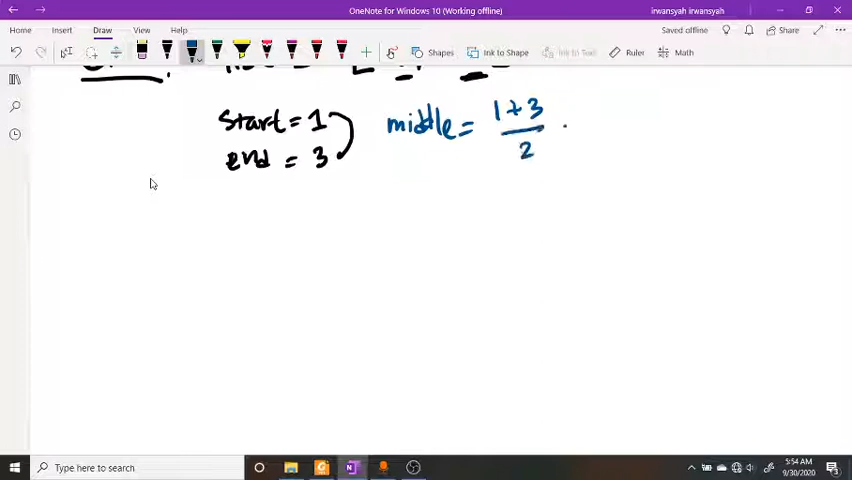 OneNote for Windows 10 (Working offline)
irwansyah irwansyah
Home Insert Draw View Help
Saved offline Share
Shapes Ink to Shape Ink to Text Ruler Math
start = 1
end = 3
middle = 1+3
2
Type here to search
5:54 AM
9/30/2020
3